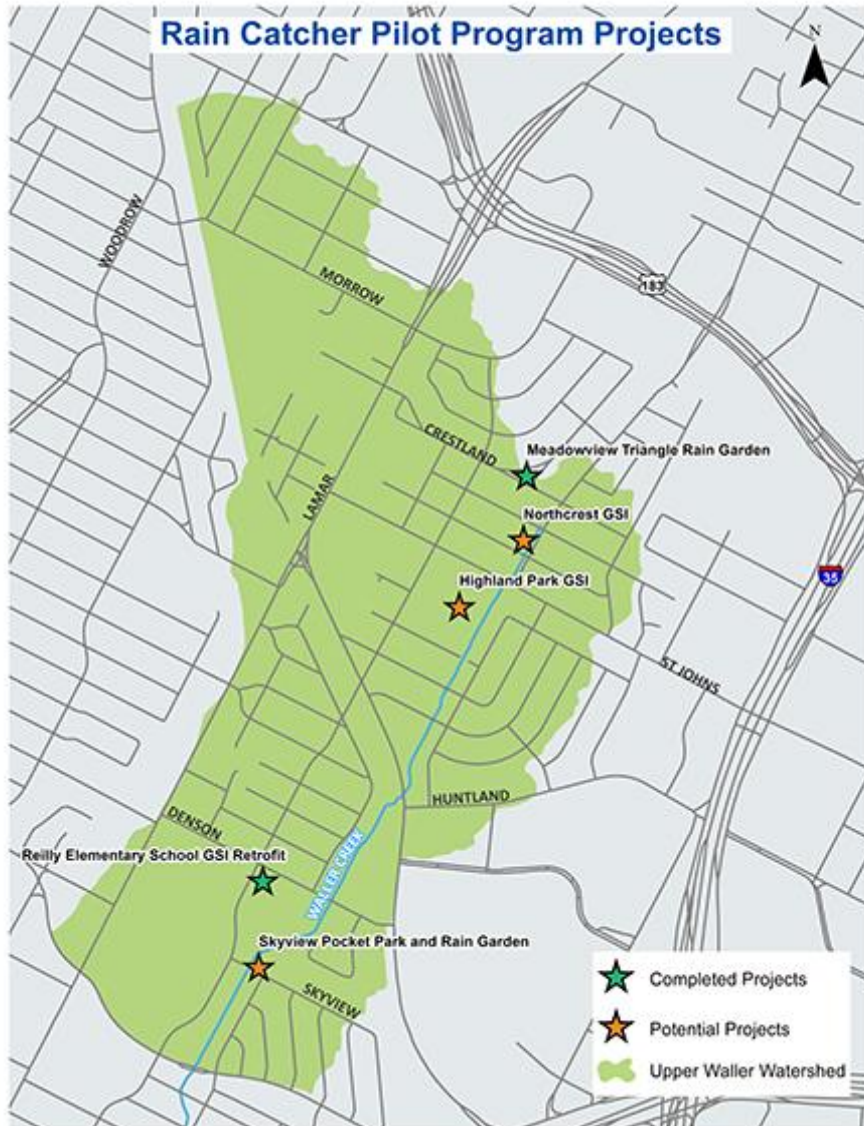 Rain Catcher Pilot Program Projects
N
WOODROW
MORROW
183
CRESTLAND
Meadowview Triangle Rain Garden
LAMAR
Northcrest GSI
35
Highland Park GSI
ST JOHNS
HUNTLAND
DENSON
Reilly Elementary School GSI Retrofit
WALLER CREEK
Skyview Pocket Park and Rain Garden
SKYVIEW
Completed Projects
Potential Projects
Upper Waller Watershed